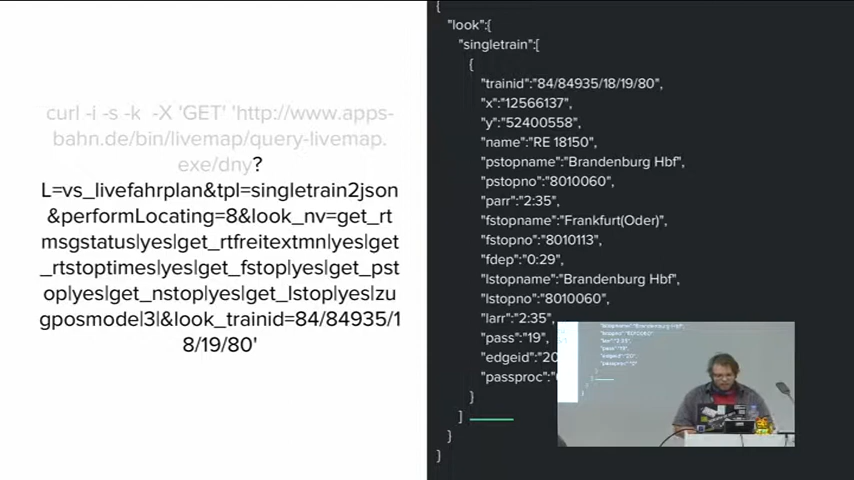 curl -i -s -k -X 'GET' 'http://www.apps-
bahn.de/bin/livemap/query-livemap.
exe/dny?
L=vs_livefahrplan&tpl=singletrain2json
&performLocating=8&look_nv=get_rt
msgstatus|yes|get_rtfreitextmn|yes|get
_rtstoptimes|yes|get_fstop|yes|get_pst
op|yes|get_nstop|yes|get_lstop|yes|zu
gposmode|3|&look_trainid=84/84935/1
8/19/80'
{
"look":{
"singletrain":[
{
"trainid":"84/84935/18/19/80",
"x":"12566137",
"y":"52400558",
"name":"RE 18150",
"pstopname":"Brandenburg Hbf",
"pstopno":"8010060",
"parr":"2:35",
"fstopname":"Frankfurt(Oder)",
"fstopno":"8010113",
"fdep":"0:29",
"lstopname":"Brandenburg Hbf",
"lstopno":"8010060",
"larr":"2:35",
"pass":"19",
"edgeid":"20
"passproc":"
}
]
}
}